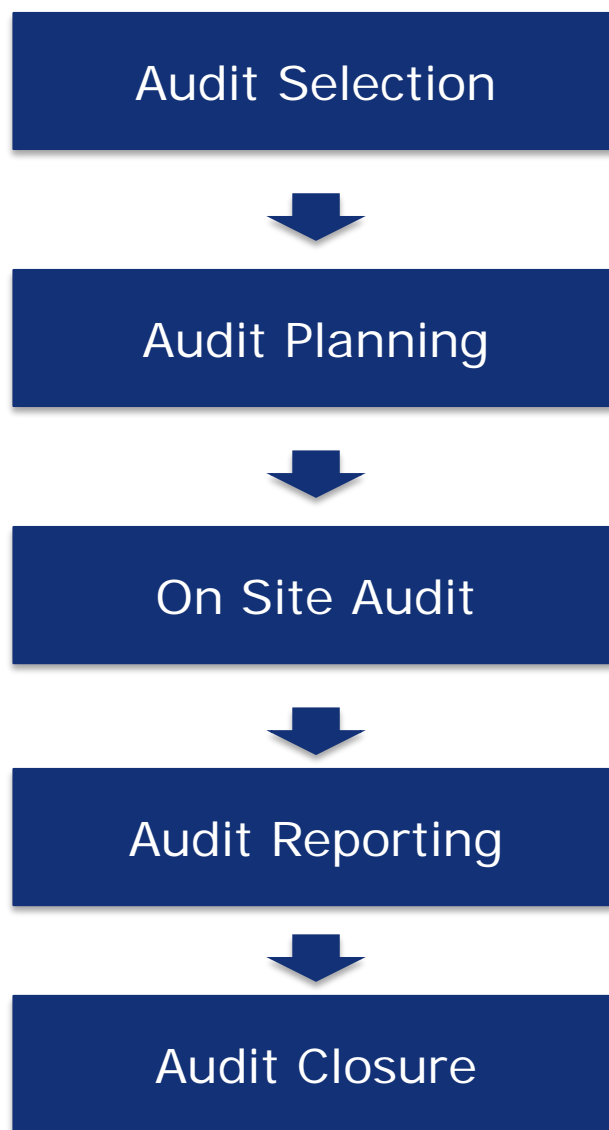 Audit Selection
Audit Planning
On Site Audit
Audit Reporting
Audit Closure